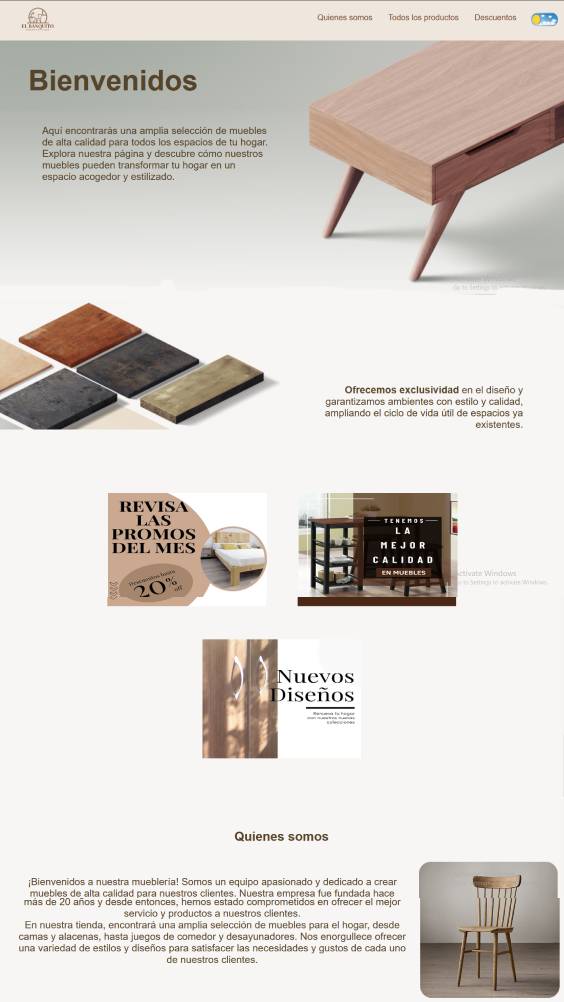 EL BANQUITO
Quienes somos
Todos los productos
Descuentos
Bienvenidos
Aquí encontrarás una amplia selección de muebles
de alta calidad para todos los espacios de tu hogar.
Explora nuestra página y descubre cómo nuestros
muebles pueden transformar tu hogar en un
espacio acogedor y estilizado.
Go to Settings to
Ofrecemos exclusividad en el diseño y
garantizamos ambientes con estilo y calidad,
ampliando el ciclo de vida útil de espacios ya
existentes.
REVISA
LAS
PROMOS
DEL MES
Descuentos hasta
20%
off
TENEMOS
LA
MEJOR
CALIDAD
EN MUEBLES
Activate Windows
Go to Settings to activate Windows.
Nuevos
Diseños
Renueva tu hogar
con nuestras nuevas
colecciones
Quienes somos
¡Bienvenidos a nuestra mueblería! Somos un equipo apasionado y dedicado a crear
muebles de alta calidad para nuestros clientes. Nuestra empresa fue fundada hace
más de 20 años y desde entonces, hemos estado comprometidos en ofrecer el mejor
servicio y productos a nuestros clientes.
En nuestra tienda, encontrará una amplia selección de muebles para el hogar, desde
camas y alacenas, hasta juegos de comedor y desayunadores. Nos enorgullece ofrecer
una variedad de estilos y diseños para satisfacer las necesidades y gustos de cada uno
de nuestros clientes.